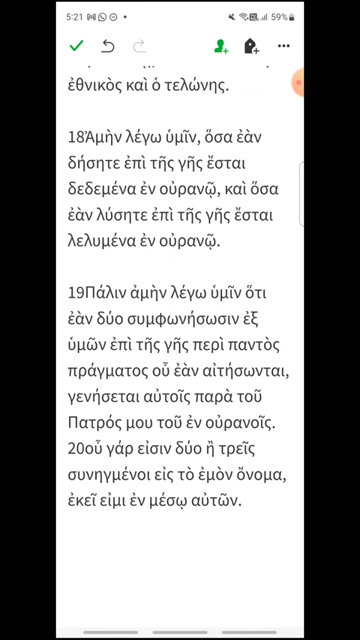 5:21 59%
ἐθνικὸς καὶ ὁ τελώνης.
18Ἀμὴν λέγω ὑμῖν, ὅσα ἐὰν
δήσητε ἐπὶ τῆς γῆς ἔσται
δεδεμένα ἐν οὐρανῷ, καὶ ὅσα
ἐὰν λύσητε ἐπὶ τῆς γῆς ἔσται
λελυμένα ἐν οὐρανῷ.
19Πάλιν ἀμὴν λέγω ὑμῖν ὅτι
ἐὰν δύο συμφωνήσωσιν ἐξ
ὑμῶν ἐπὶ τῆς γῆς περὶ παντὸς
πράγματος οὗ ἐὰν αἰτήσωνται,
γενήσεται αὐτοῖς παρὰ τοῦ
Πατρός μου τοῦ ἐν οὐρανοῖς.
20οὗ γάρ εἰσιν δύο ἢ τρεῖς
συνηγμένοι εἰς τὸ ἐμὸν ὄνομα,
ἐκεῖ εἰμι ἐν μέσῳ αὐτῶν.